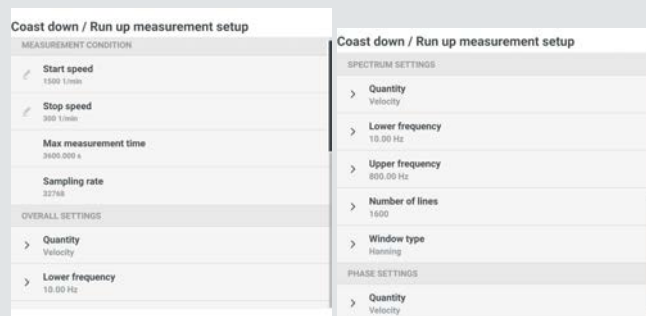 Coast down / Run up measurement setup
MEASUREMENT CONDITION
Start speed
1500 1/min
Stop speed
300 1/min
Max measurement time
3600.000 s
Sampling rate
32768
OVERALL SETTINGS
Quantity
Velocity
Lower frequency
10.00 Hz
Coast down / Run up measurement setup
SPECTRUM SETTINGS
Quantity
Velocity
Lower frequency
10.00 Hz
Upper frequency
800.00 Hz
Number of lines
1600
Window type
Hanning
PHASE SETTINGS
Quantity
Velocity